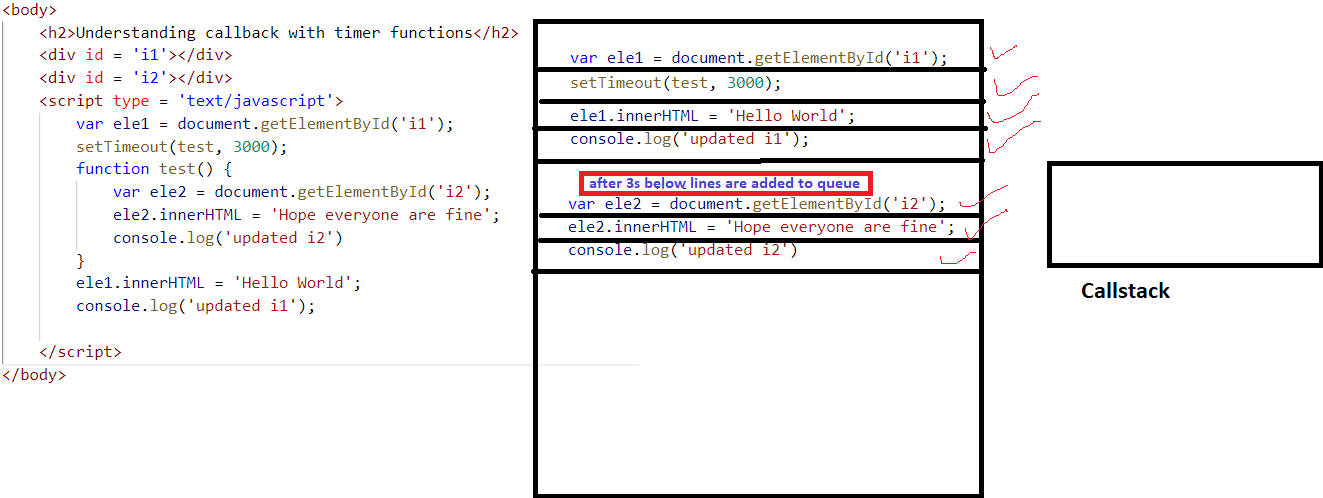 <body>
<h2>Understanding callback with timer functions</h2>
<div id = 'i1'></div>
<div id = 'i2'></div>
<script type = 'text/javascript'>
var ele1 = document.getElementById('i1');
setTimeout(test, 3000);
function test() {
var ele2 = document.getElementById('i2');
ele2.innerHTML = 'Hope everyone are fine';
console.log('updated i2')
}
ele1.innerHTML = 'Hello World';
console.log('updated i1');
</script>
</body>
var ele1 = document.getElementById('i1');
setTimeout(test, 3000);
ele1.innerHTML = 'Hello World';
console.log('updated i1');
after 3s below lines are added to queue
var ele2 = document.getElementById('i2');
ele2.innerHTML = 'Hope everyone are fine';
console.log('updated i2')
Callstack